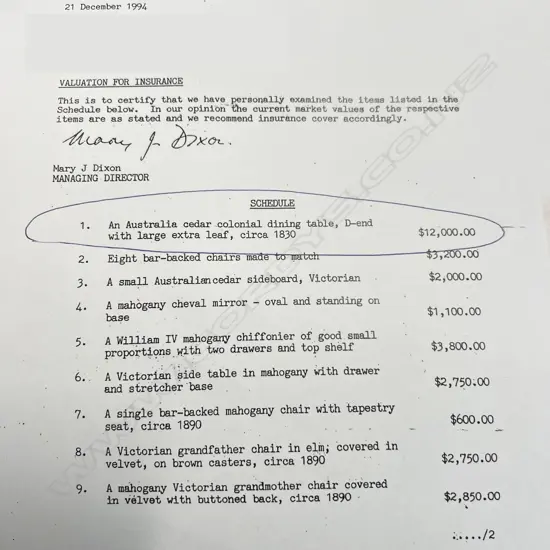 21 December 1994
VALUATION FOR INSURANCE
This is to certify that we have personally examined the items listed in the
Schedule below. In our opinion the current market values of the respective
items are as stated and we recommend insurance cover accordingly.
Mary J Dixon.
Mary J Dixon
MANAGING DIRECTOR
SCHEDULE
1. An Australia cedar colonial dining table, D-end
with large extra leaf, circa 1830 $12,000.00
2. Eight bar-backed chairs made to match $3,200.00
3. A small Australian cedar sideboard, Victorian $2,000.00
4. A mahogany cheval mirror - oval and standing on
base $1,100.00
5. A William IV mahogany chiffonier of good small
proportions with two drawers and top shelf $3,800.00
6. A Victorian side table in mahogany with drawer
and stretcher base $2,750.00
7. A single bar-backed mahogany chair with tapestry
seat, circa 1890 $600.00
8. A Victorian grandfather chair in elm; covered in
velvet, on brown casters, circa 1890 $2,750.00
9. A mahogany Victorian grandmother chair covered
in velvet with buttoned back, circa 1890 $2,850.00
...../2